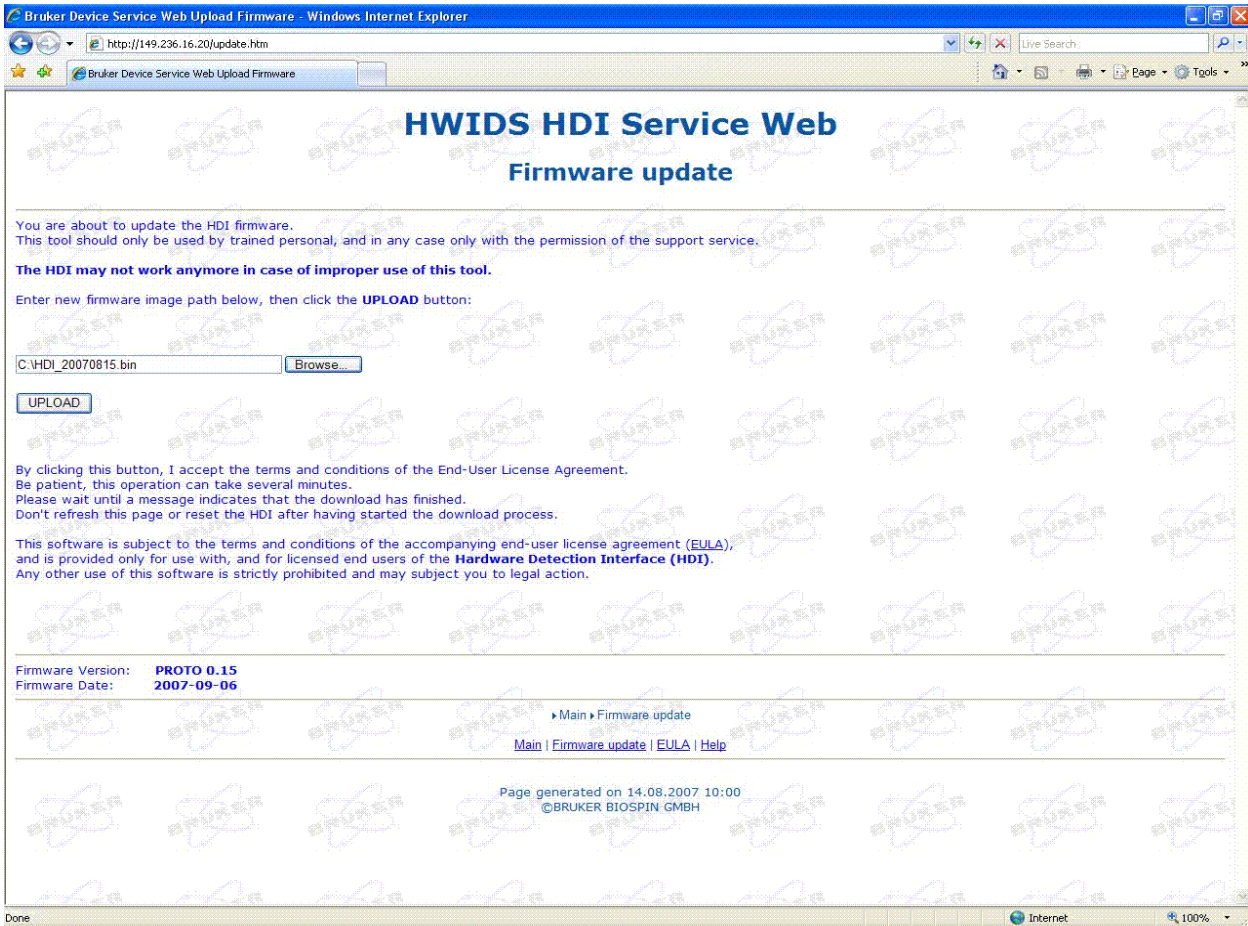 Bruker Device Service Web Upload Firmware - Windows Internet Explorer
http://149.236.16.20/update.htm
Live Search
Bruker Device Service Web Upload Firmware
Page
Tools
HWIDS HDI Service Web
Firmware update
You are about to update the HDI firmware.
This tool should only be used by trained personal, and in any case only with the permission of the support service.
The HDI may not work anymore in case of improper use of this tool.
Enter new firmware image path below, then click the UPLOAD button:
C:\HDI_20070815.bin
Browse...
UPLOAD
By clicking this button, I accept the terms and conditions of the End-User License Agreement.
Be patient, this operation can take several minutes.
Please wait until a message indicates that the download has finished.
Don't refresh this page or reset the HDI after having started the download process.
This software is subject to the terms and conditions of the accompanying end-user license agreement (EULA),
and is provided only for use with, and for licensed end users of the Hardware Detection Interface (HDI).
Any other use of this software is strictly prohibited and may subject you to legal action.
Firmware Version: PROTO 0.15
Firmware Date: 2007-09-06
Main Firmware update
Main | Firmware update | EULA | Help
Page generated on 14.08.2007 10:00
©BRUKER BIOSPIN GMBH
Done
Internet
100%